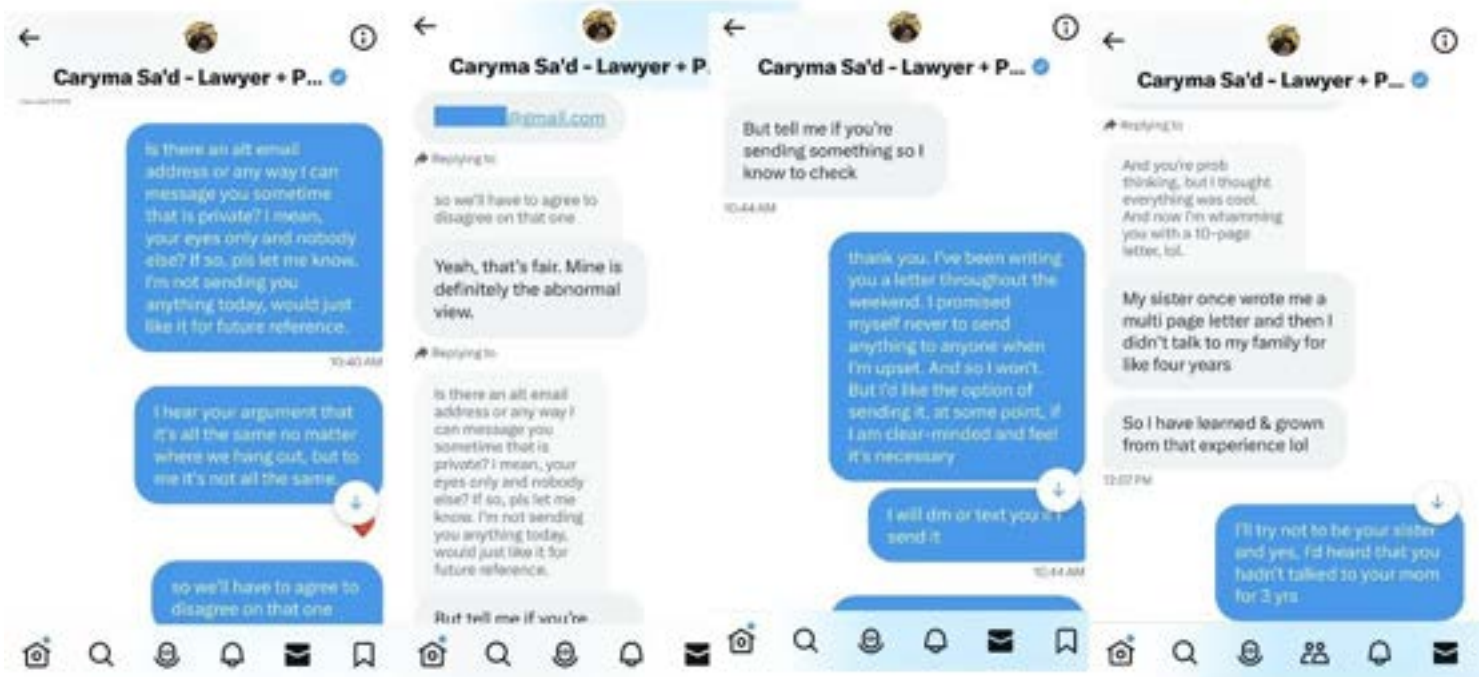 Caryma Sa'd - Lawyer + P...
Is there an alt email
address or any way I can
message you sometime
that is private? I mean,
your eyes only and nobody
else? If so, pls let me know.
I'm not sending you
anything today, would just
like it for future reference.
10:40 AM
I hear your argument that
it's all the same no matter
where we hang out, but to
me it's not all the same.
so we'll have to agree to
disagree on that one
Caryma Sa'd - Lawyer + P.
@gmail.com
Replying to
so we'll have to agree to
disagree on that one
Yeah, that's fair. Mine is
definitely the abnormal
view.
Replying to
Is there an alt email
address or any way I
can message you
sometime that is
private? I mean, your
eyes only and nobody
else? If so, pls let me
know. I'm not sending
you anything today,
would just like it for
future reference.
But tell me if you're
Caryma Sa'd - Lawyer + P...
But tell me if you're
sending something so I
know to check
10:44 AM
thank you. I've been writing
you a letter throughout the
weekend. I promised
myself never to send
anything to anyone when
I'm upset. And so I won't.
But I'd like the option of
sending it, at some point, if
I am clear-minded and feel
it's necessary
I will dm or text you
send it
10:44 AM
Caryma Sa'd - Lawyer + P...
Replying to
And you're prob
thinking, but I thought
everything was cool.
And now I'm whamming
you with a 10-page
letter, lol.
My sister once wrote me a
multi page letter and then I
didn't talk to my family for
like four years
So I have learned & grown
from that experience lol
12:07 PM
I'll try not to be your sister
and yes, I'd heard that you
hadn't talked to your mom
for 3 yrs